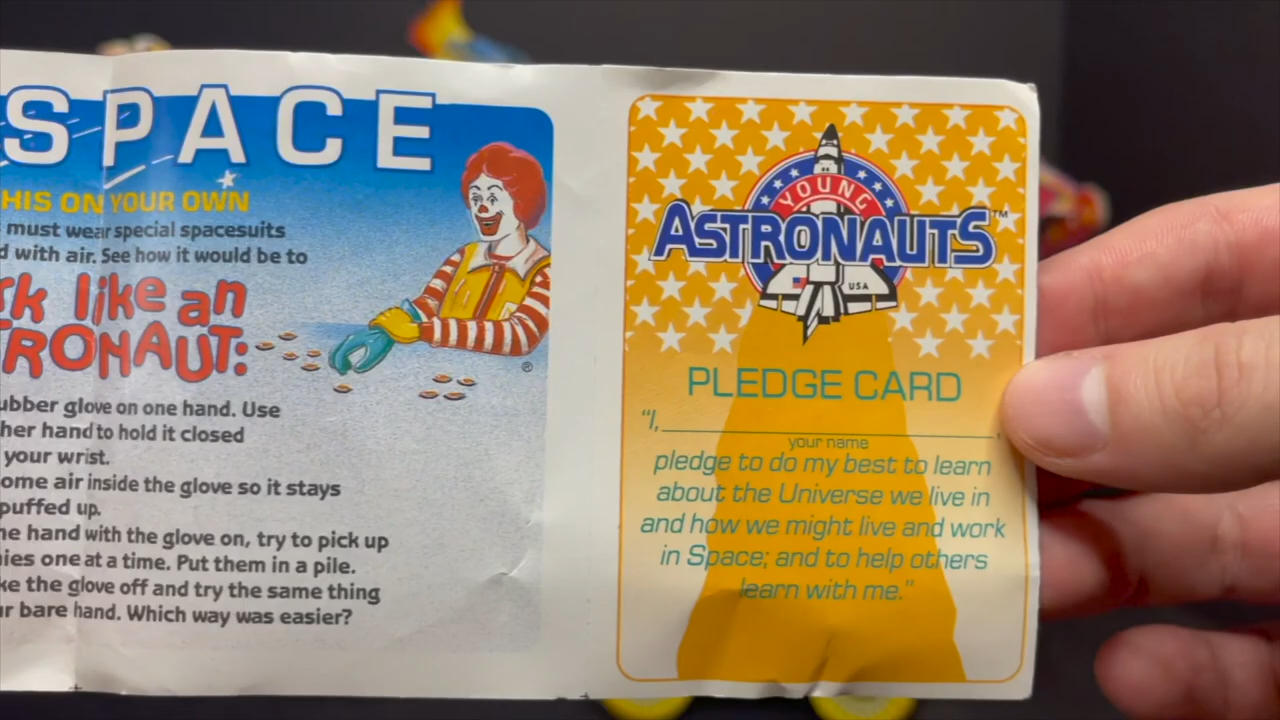 SPACE
HIS ON YOUR OWN
must wear special spacesuits
d with air. See how it would be to
rk like an
TRONAUT:
®
ubber glove on one hand. Use
her hand to hold it closed
your wrist.
ome air inside the glove so it stays
puffed up.
he hand with the glove on, try to pick up
nies one at a time. Put them in a pile.
ke the glove off and try the same thing
ur bare hand. Which way was easier?
YOUNG
ASTRONAUTS™
USA
PLEDGE CARD
"I,
your name
pledge to do my best to learn
about the Universe we live in
and how we might live and work
in Space; and to help others
learn with me."